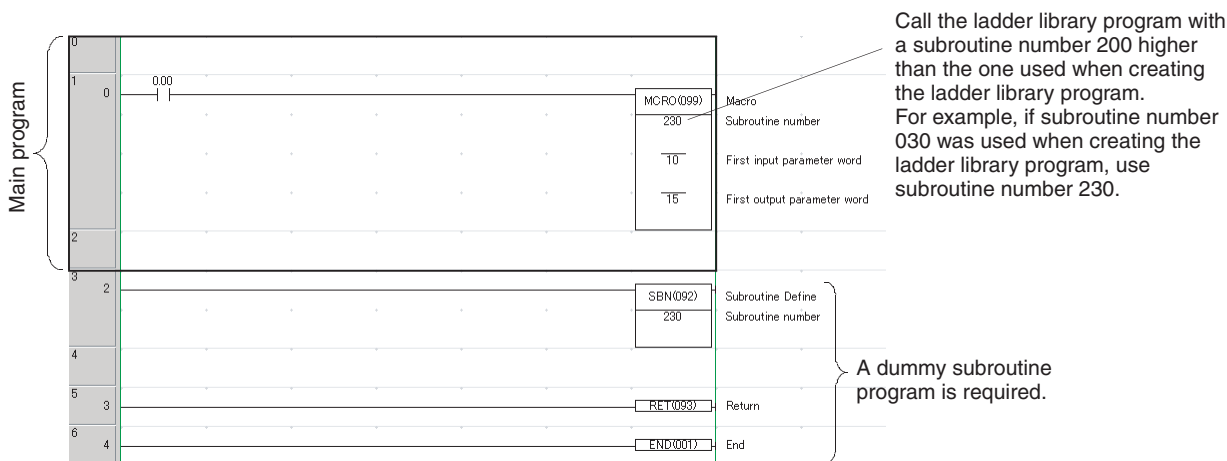 Call the ladder library program with
a subroutine number 200 higher
than the one used when creating
the ladder library program.
For example, if subroutine number
030 was used when creating the
ladder library program, use
subroutine number 230.
Main program
0
1
0
0.00
MCRO(099)
Macro
230
Subroutine number
10
First input parameter word
15
First output parameter word
2
3
2
SBN(092)
Subroutine Define
230
Subroutine number
4
A dummy subroutine
program is required.
5
3
RET(093)
Return
6
4
END(001)
End